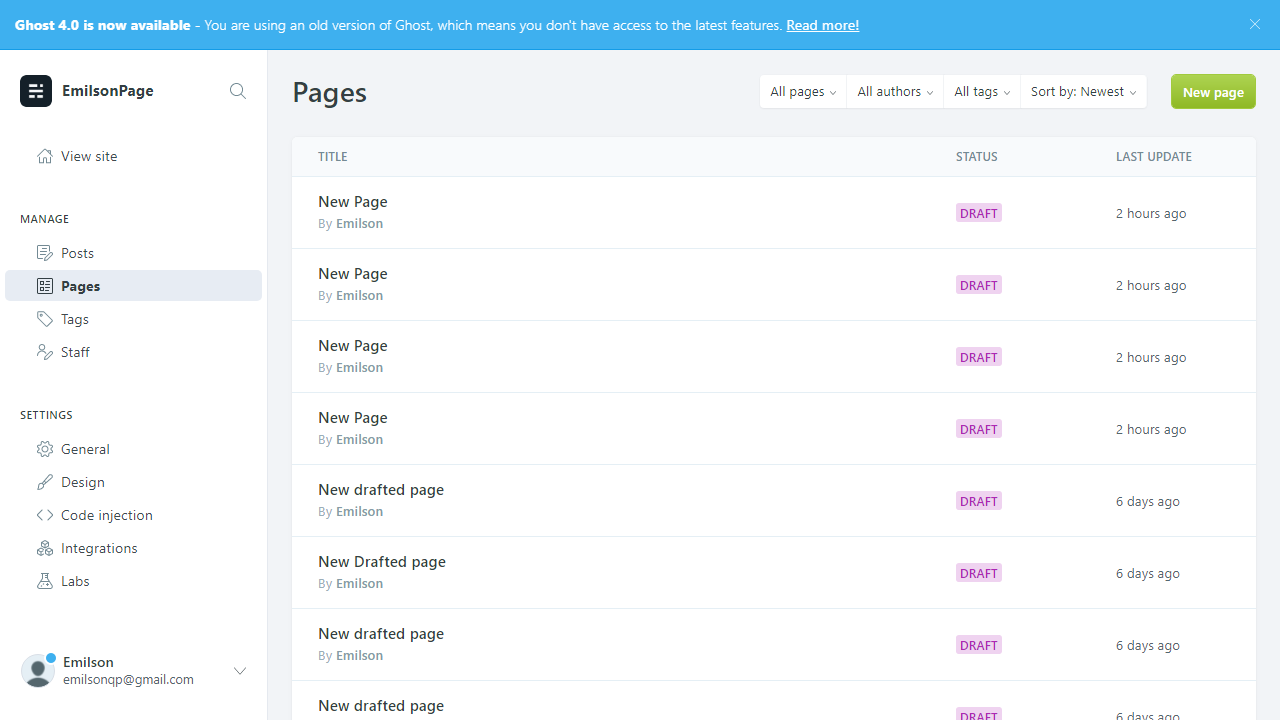 Ghost 4.0 is now available - You are using an old version of Ghost, which means you don't have access to the latest features. Read more!
EmilsonPage
View site
MANAGE
Posts
Pages
Tags
Staff
SETTINGS
General
Design
Code injection
Integrations
Labs
Emilson
emilsonqp@gmail.com
Pages
All pages
All authors
All tags
Sort by: Newest
New page
TITLE STATUS LAST UPDATE
New Page
By Emilson
DRAFT
2 hours ago
New Page
By Emilson
DRAFT
2 hours ago
New Page
By Emilson
DRAFT
2 hours ago
New Page
By Emilson
DRAFT
2 hours ago
New drafted page
By Emilson
DRAFT
6 days ago
New Drafted page
By Emilson
DRAFT
6 days ago
New drafted page
By Emilson
DRAFT
6 days ago
New drafted page
DRAFT
6 days ago